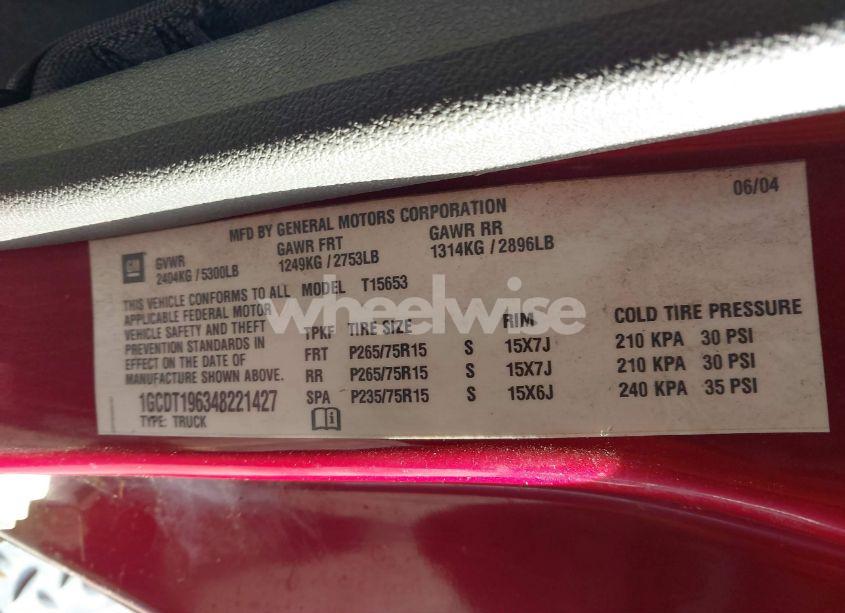 06/04
MFD BY GENERAL MOTORS CORPORATION
GM GVWR GAWR FRT GAWR RR
2404KG / 5300LB 1249KG / 2753LB 1314KG / 2896LB
THIS VEHICLE CONFORMS TO ALL MODEL T15653
APPLICABLE FEDERAL MOTOR
VEHICLE SAFETY AND THEFT
PREVENTION STANDARDS IN
EFFECT ON THE DATE OF
MANUFACTURE SHOWN ABOVE.
1GCDT196348221427
TYPE: TRUCK
TPKF TIRE SIZE RIM COLD TIRE PRESSURE
FRT P265/75R15 S 15X7J 210 KPA 30 PSI
RR P265/75R15 S 15X7J 210 KPA 30 PSI
SPA P235/75R15 S 15X6J 240 KPA 35 PSI
wheelwise